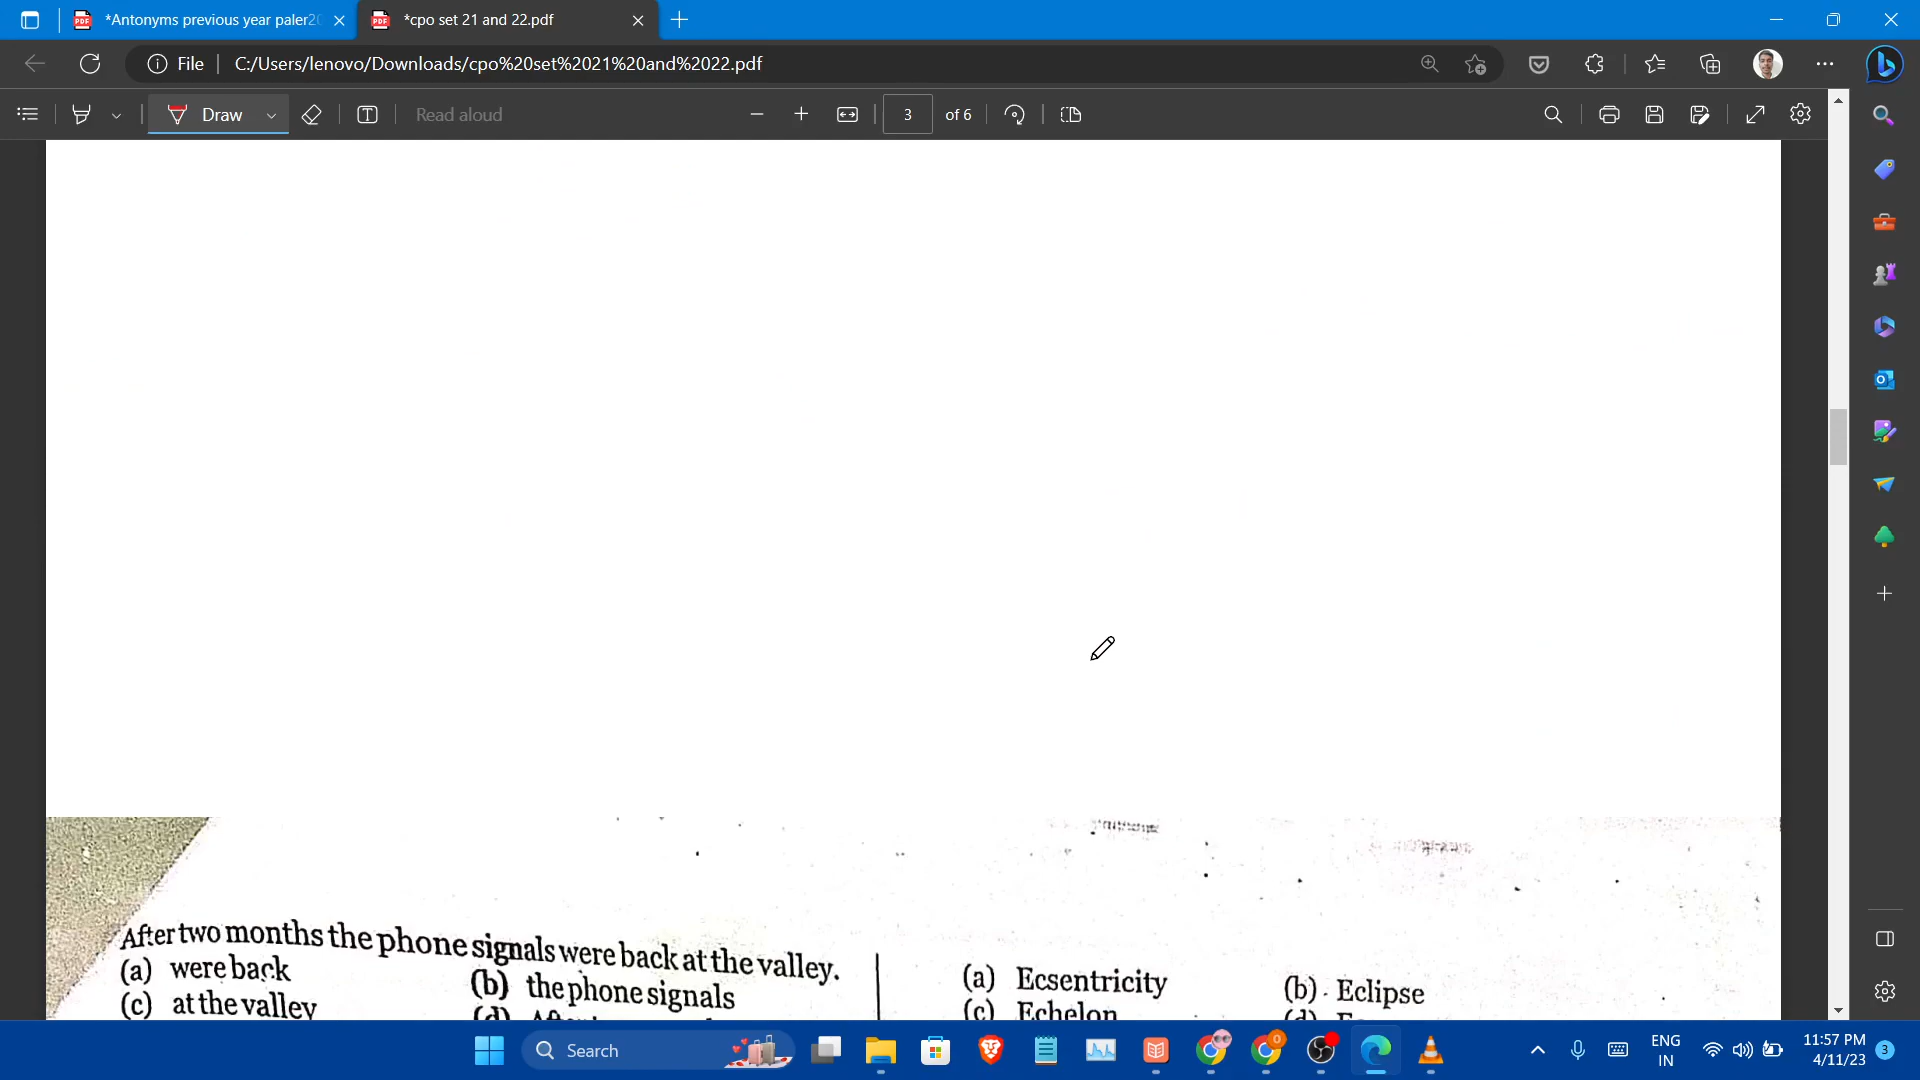 *Antonyms previous year paler20
*cpo set 21 and 22.pdf
File
C:/Users/lenovo/Downloads/cpo%20set%2021%20and%2022.pdf
Draw
Read aloud
3
of 6
After two months the phone signals were back at the valley.
(a) were back
(b) the phone signals
(c) at the valley
(d)
(a) Ecsentricity
(b) Eclipse
(c) Echelon
(d)
Search
ENG
IN
11:57 PM
4/11/23
3